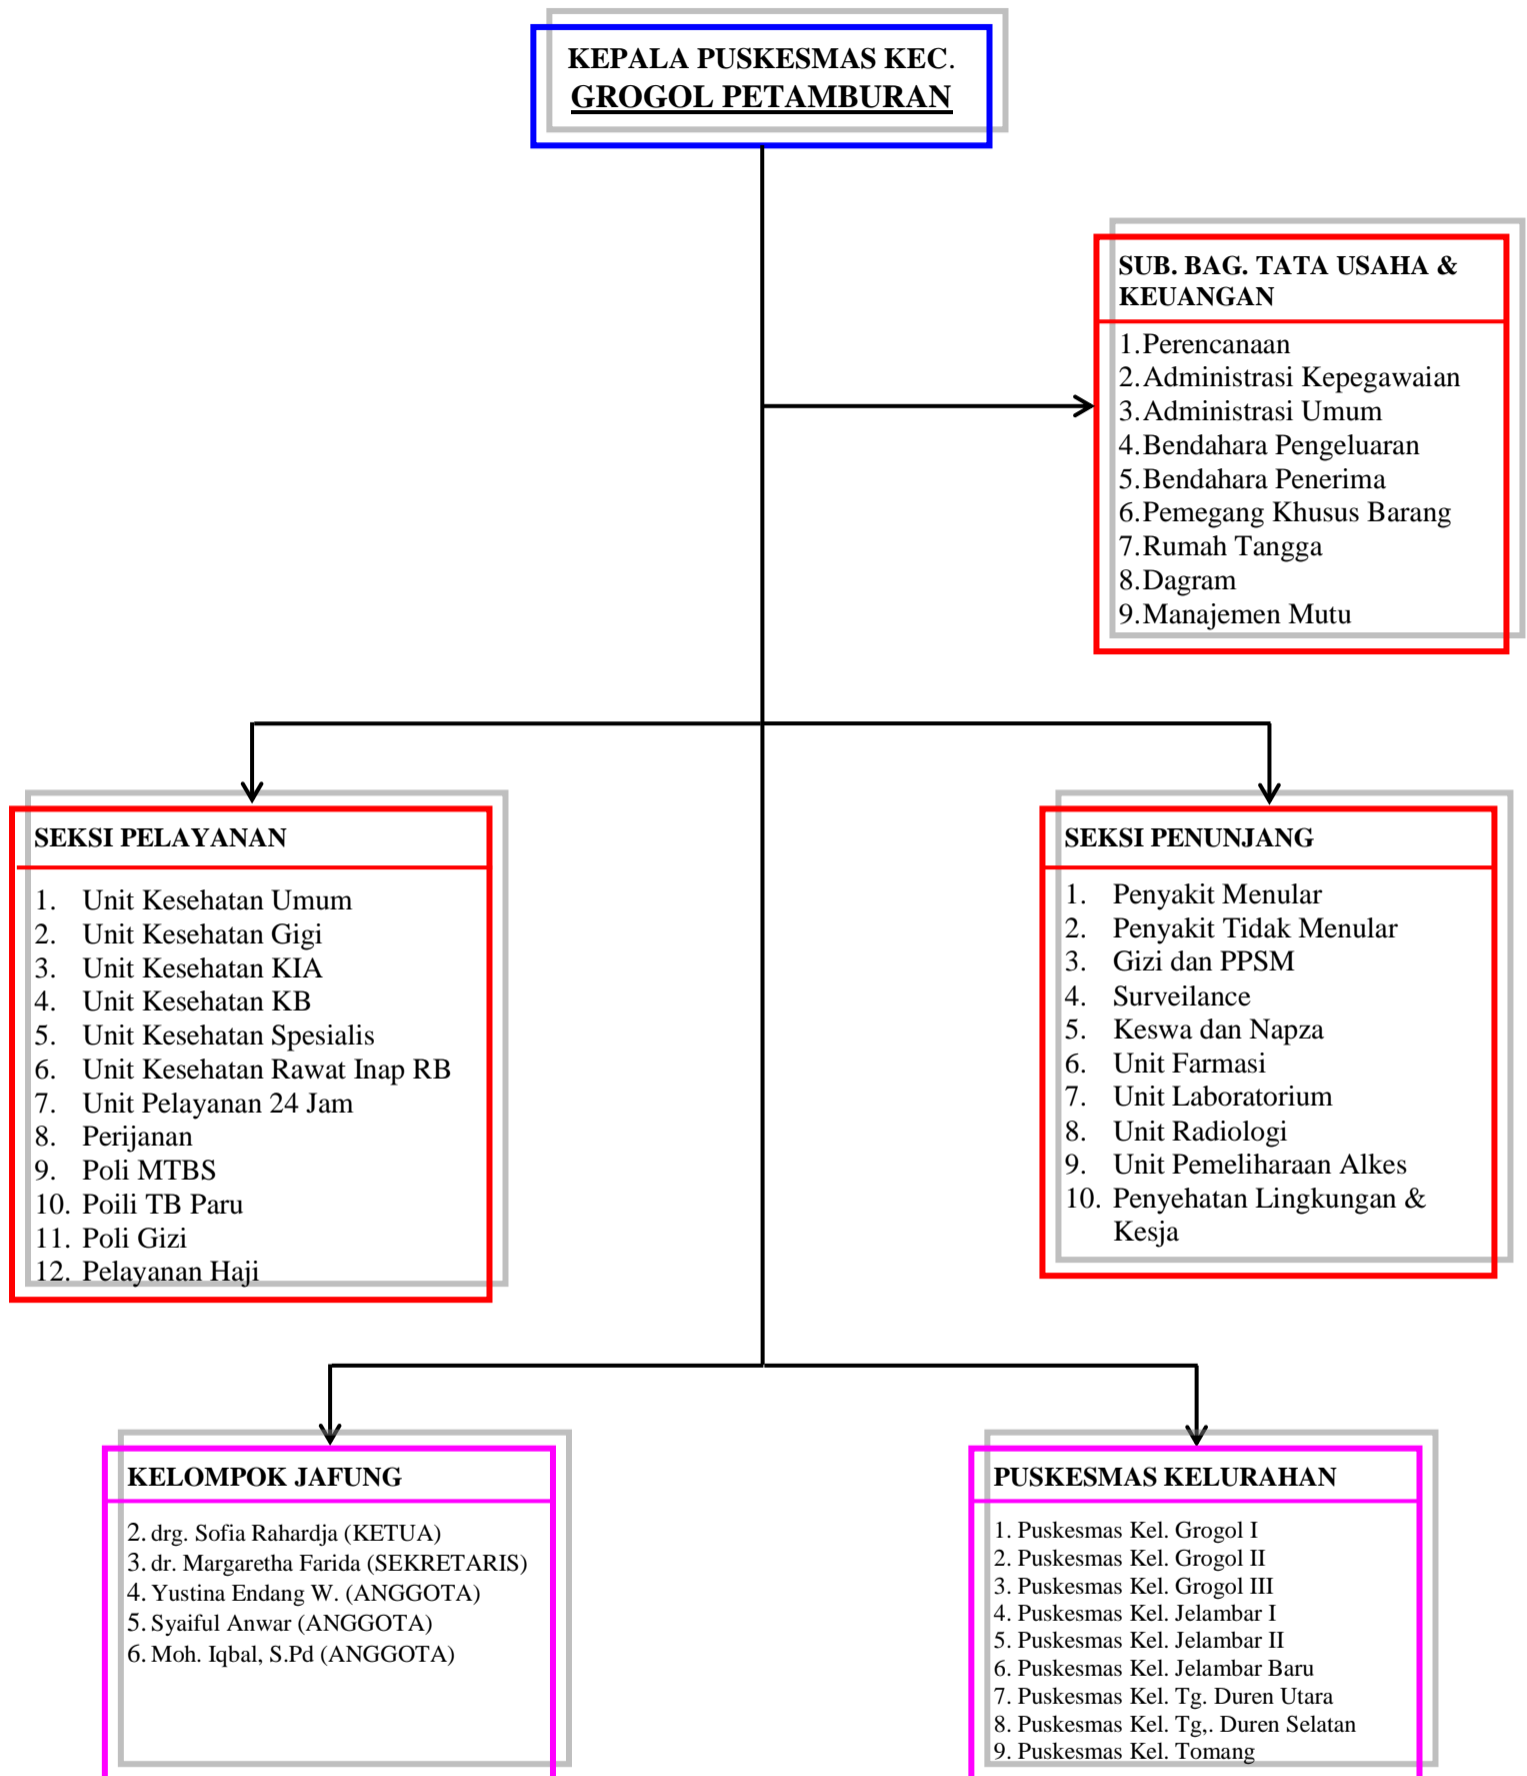 KEPALA PUSKESMAS KEC.
GROGOL PETAMBURAN
SUB. BAG. TATA USAHA &
KEUANGAN
1.Perencanaan
2.Administrasi Kepegawaian
3.Administrasi Umum
4.Bendahara Pengeluaran
5.Bendahara Penerima
6.Pemegang Khusus Barang
7.Rumah Tangga
8.Dagram
9.Manajemen Mutu
SEKSI PELAYANAN
1. Unit Kesehatan Umum
2. Unit Kesehatan Gigi
3. Unit Kesehatan KIA
4. Unit Kesehatan KB
5. Unit Kesehatan Spesialis
6. Unit Kesehatan Rawat Inap RB
7. Unit Pelayanan 24 Jam
8. Perijanan
9. Poli MTBS
10. Poili TB Paru
11. Poli Gizi
12. Pelayanan Haji
SEKSI PENUNJANG
1. Penyakit Menular
2. Penyakit Tidak Menular
3. Gizi dan PPSM
4. Surveilance
5. Keswa dan Napza
6. Unit Farmasi
7. Unit Laboratorium
8. Unit Radiologi
9. Unit Pemeliharaan Alkes
10. Penyehatan Lingkungan &
Kesja
KELOMPOK JAFUNG
2. drg. Sofia Rahardja (KETUA)
3. dr. Margaretha Farida (SEKRETARIS)
4. Yustina Endang W. (ANGGOTA)
5. Syaiful Anwar (ANGGOTA)
6. Moh. Iqbal, S.Pd (ANGGOTA)
PUSKESMAS KELURAHAN
1. Puskesmas Kel. Grogol I
2. Puskesmas Kel. Grogol II
3. Puskesmas Kel. Grogol III
4. Puskesmas Kel. Jelambar I
5. Puskesmas Kel. Jelambar II
6. Puskesmas Kel. Jelambar Baru
7. Puskesmas Kel. Tg. Duren Utara
8. Puskesmas Kel. Tg,. Duren Selatan
9. Puskesmas Kel. Tomang